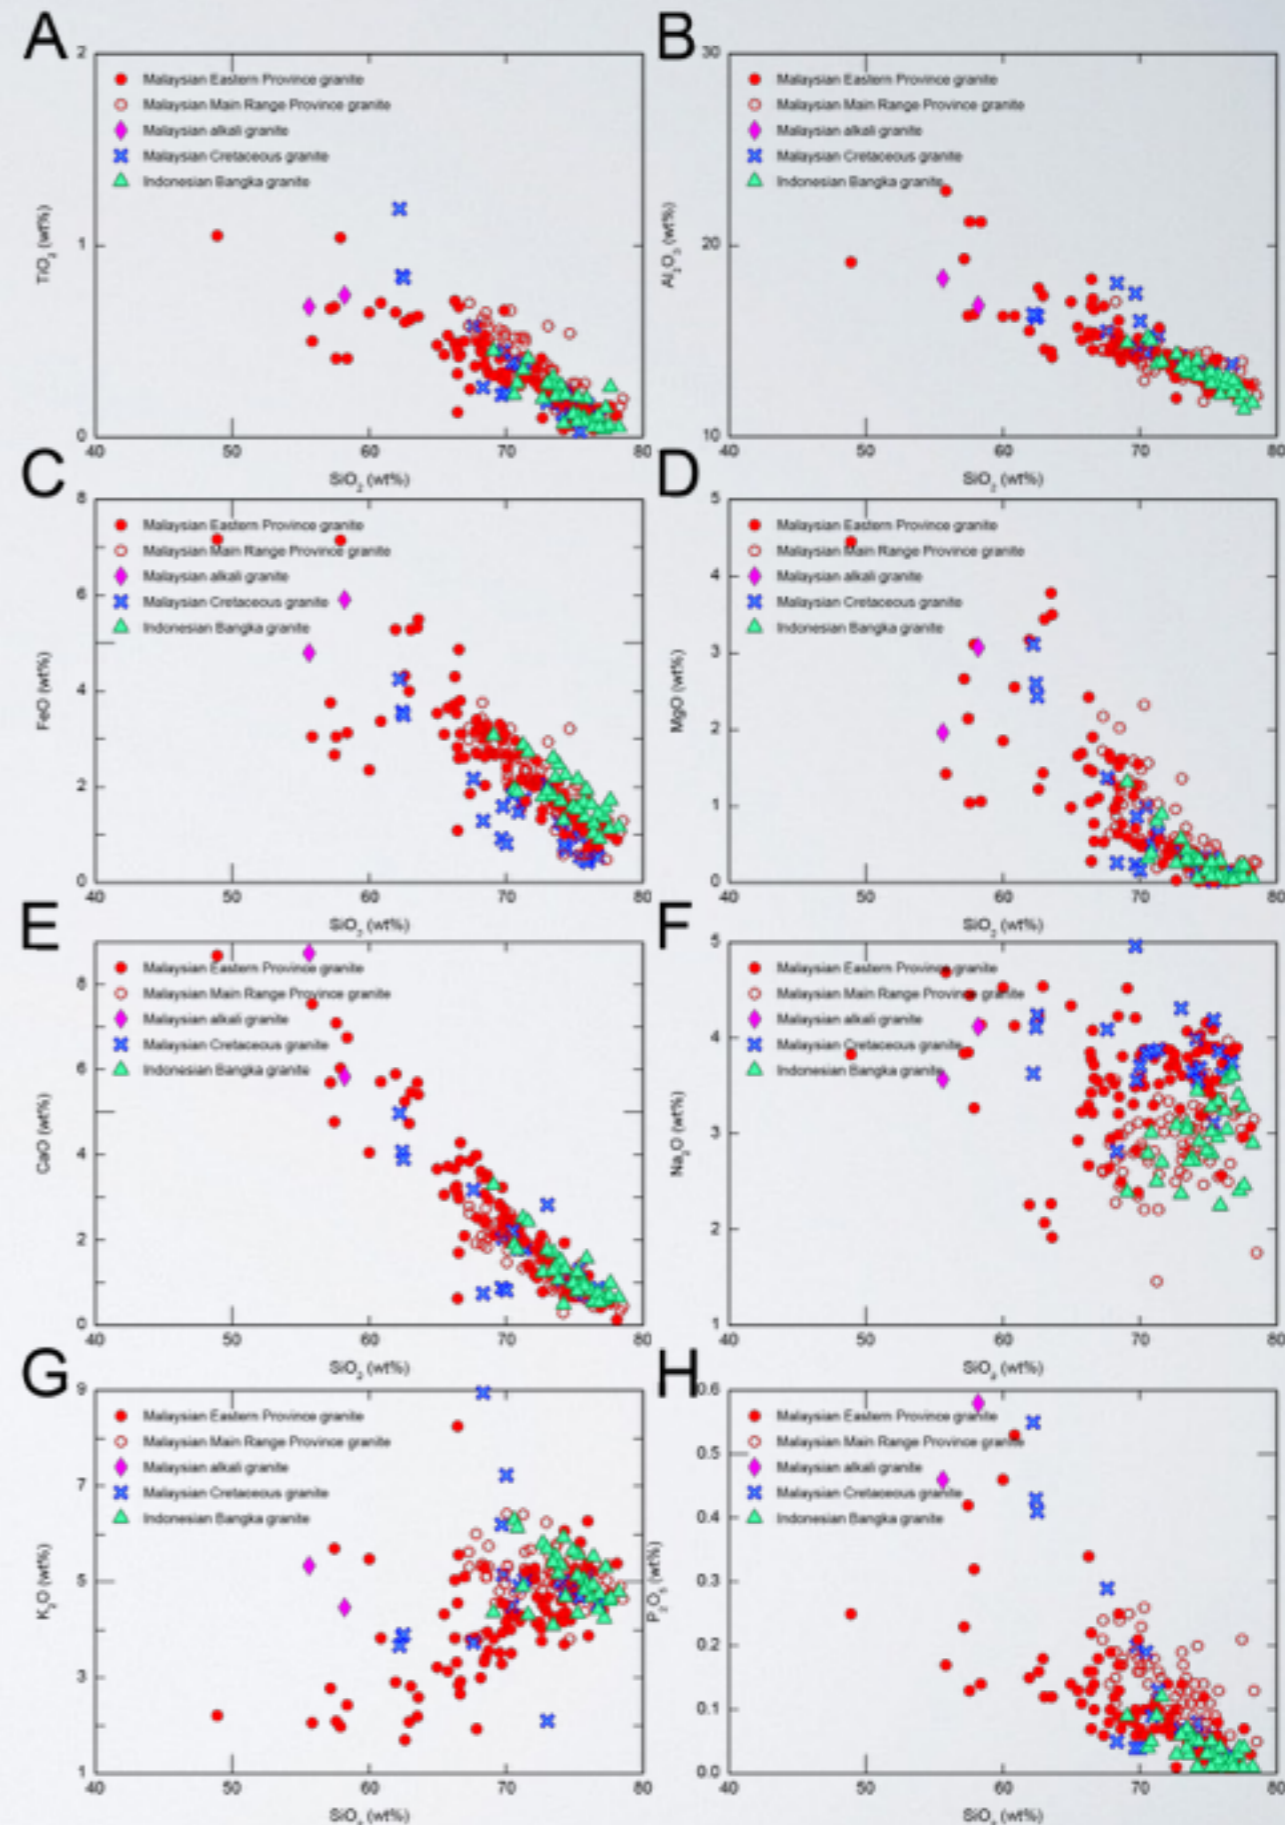 A
2
Malaysian Eastern Province granite
Malaysian Main Range Province granite
Malaysian alkali granite
Malaysian Cretaceous granite
Indonesian Bangka granite
TiO2 (wt%)
1
0
40 50 60 70 80
SiO2 (wt%)
B
30
Malaysian Eastern Province granite
Malaysian Main Range Province granite
Malaysian alkali granite
Malaysian Cretaceous granite
Indonesian Bangka granite
Al2O3 (wt%)
20
10
40 50 60 70 80
SiO2 (wt%)
C
8
Malaysian Eastern Province granite
Malaysian Main Range Province granite
Malaysian alkali granite
Malaysian Cretaceous granite
Indonesian Bangka granite
6
FeO (wt%)
4
2
0
40 50 60 70 80
SiO2 (wt%)
D
5
Malaysian Eastern Province granite
Malaysian Main Range Province granite
Malaysian alkali granite
Malaysian Cretaceous granite
Indonesian Bangka granite
4
3
MgO (wt%)
2
1
0
40 50 60 70 80
SiO2 (wt%)
E
Malaysian Eastern Province granite
Malaysian Main Range Province granite
Malaysian alkali granite
Malaysian Cretaceous granite
Indonesian Bangka granite
8
6
CaO (wt%)
4
2
0
40 50 60 70 80
SiO2 (wt%)
F
5
Malaysian Eastern Province granite
Malaysian Main Range Province granite
Malaysian alkali granite
Malaysian Cretaceous granite
Indonesian Bangka granite
4
Na2O (wt%)
3
2
1
40 50 60 70 80
SiO2 (wt%)
G
9
Malaysian Eastern Province granite
Malaysian Main Range Province granite
Malaysian alkali granite
Malaysian Cretaceous granite
Indonesian Bangka granite
7
K2O (wt%)
5
3
1
40 50 60 70 80
SiO2 (wt%)
H
0.6
Malaysian Eastern Province granite
Malaysian Main Range Province granite
Malaysian alkali granite
Malaysian Cretaceous granite
Indonesian Bangka granite
0.5
0.4
P2O5 (wt%)
0.3
0.2
0.1
0.0
40 50 60 70 80
SiO2 (wt%)